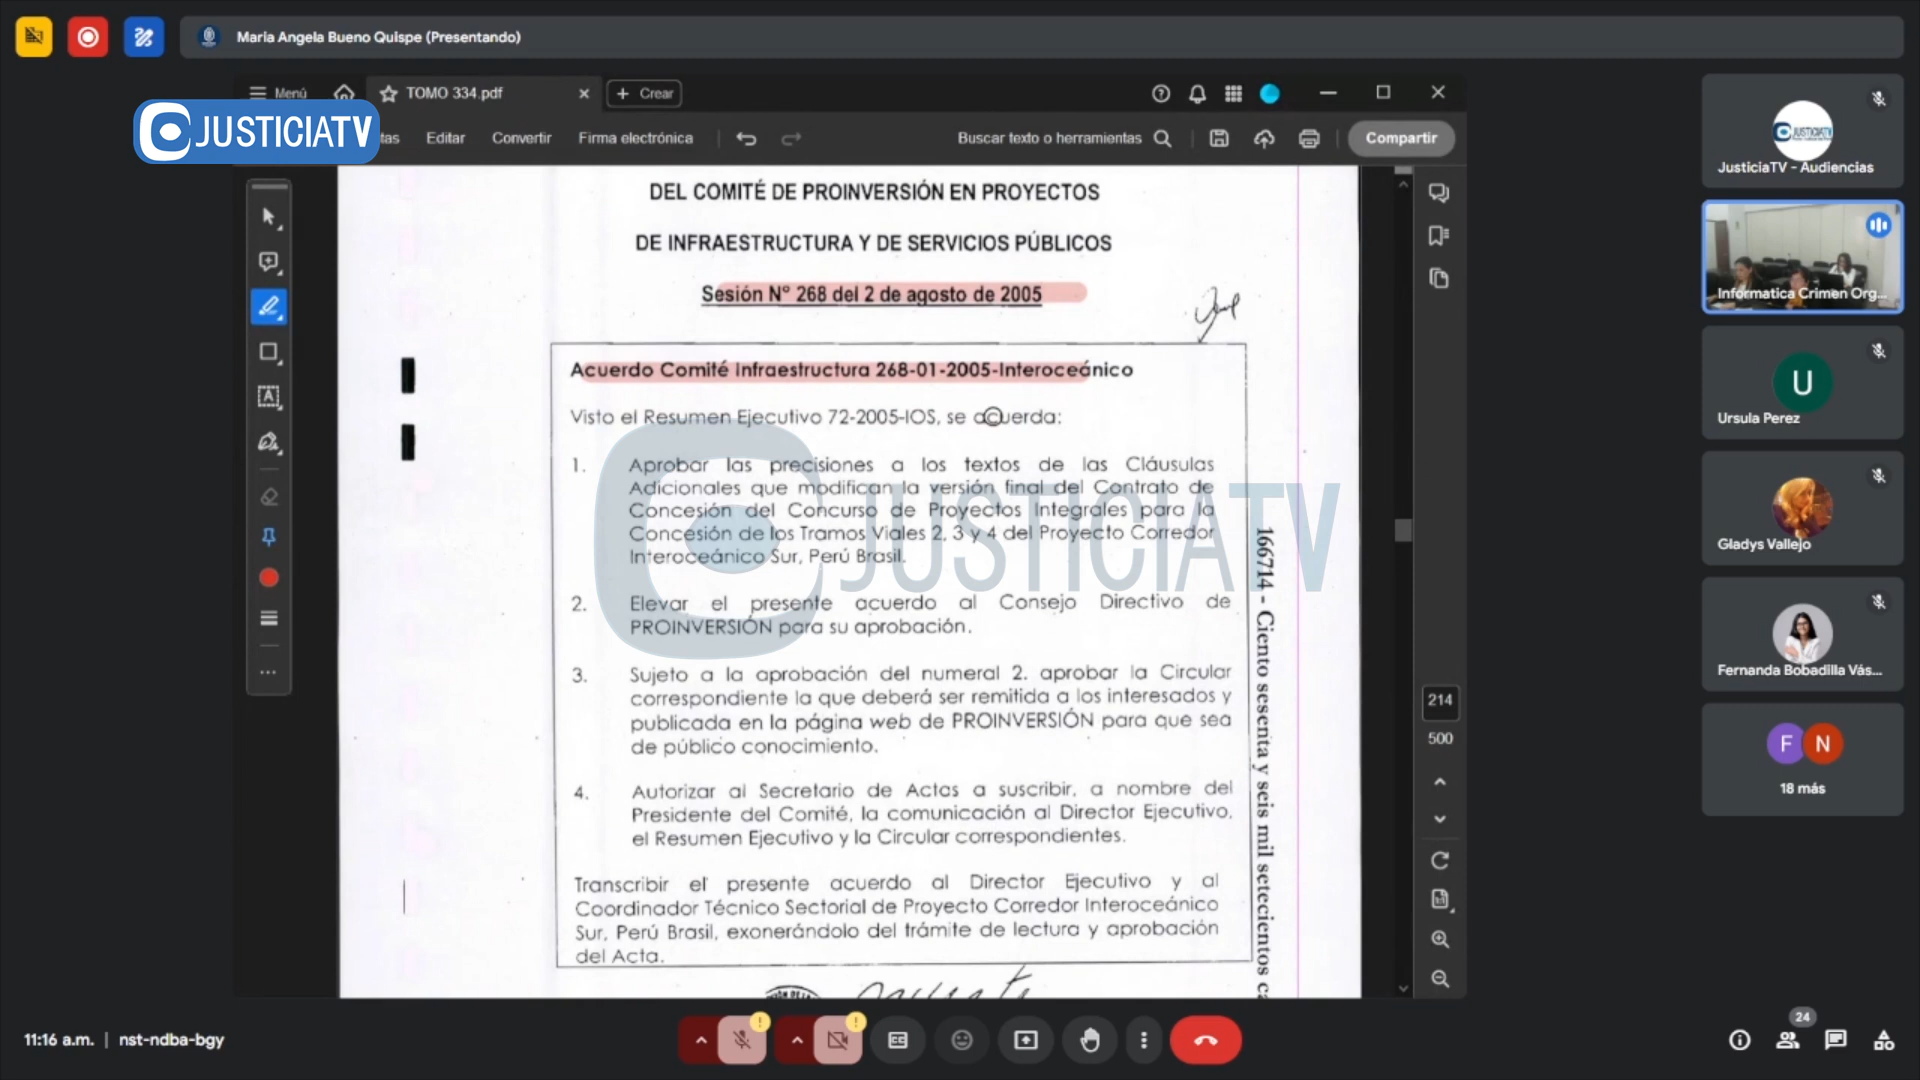 Maria Angela Bueno Quispe (Presentando)
Menú
TOMO 334.pdf
Crear
JUSTICIATV
tas
Editar
Convertir
Firma electrónica
Buscar texto o herramientas
Compartir
DEL COMITÉ DE PROINVERSIÓN EN PROYECTOS
DE INFRAESTRUCTURA Y DE SERVICIOS PÚBLICOS
Sesión N° 268 del 2 de agosto de 2005
Acuerdo Comité Infraestructura 268-01-2005-Interoceánico
Visto el Resumen Ejecutivo 72-2005-IOS, se acuerda:
1. Aprobar las precisiones a los textos de las Cláusulas
Adicionales que modifican la versión final del Contrato de
Concesión del Concurso de Proyectos Integrales para la
Concesión de los Tramos Viales 2, 3 y 4 del Proyecto Corredor
Interoceánico Sur, Perú Brasil.
2. Elevar el presente acuerdo al Consejo Directivo de
PROINVERSIÓN para su aprobación.
3. Sujeto a la aprobación del numeral 2. aprobar la Circular
correspondiente la que deberá ser remitida a los interesados y
publicada en la página web de PROINVERSIÓN para que sea
de público conocimiento.
4. Autorizar al Secretario de Actas a suscribir, a nombre del
Presidente del Comité, la comunicación al Director Ejecutivo,
el Resumen Ejecutivo y la Circular correspondientes.
Transcribir el presente acuerdo al Director Ejecutivo y al
Coordinador Técnico Sectorial de Proyecto Corredor Interoceánico
Sur, Perú Brasil, exonerándolo del trámite de lectura y aprobación
del Acta.
JUSTICIATV
166714 - Ciento sesenta y seis mil setecientos ca
214
500
JUSTICIATV
JusticiaTV - Audiencias
Informatica Crimen Org...
U
Ursula Perez
Gladys Vallejo
Fernanda Bobadilla Vás...
F N
18 más
11:16 a.m. | nst-ndba-bgy
24